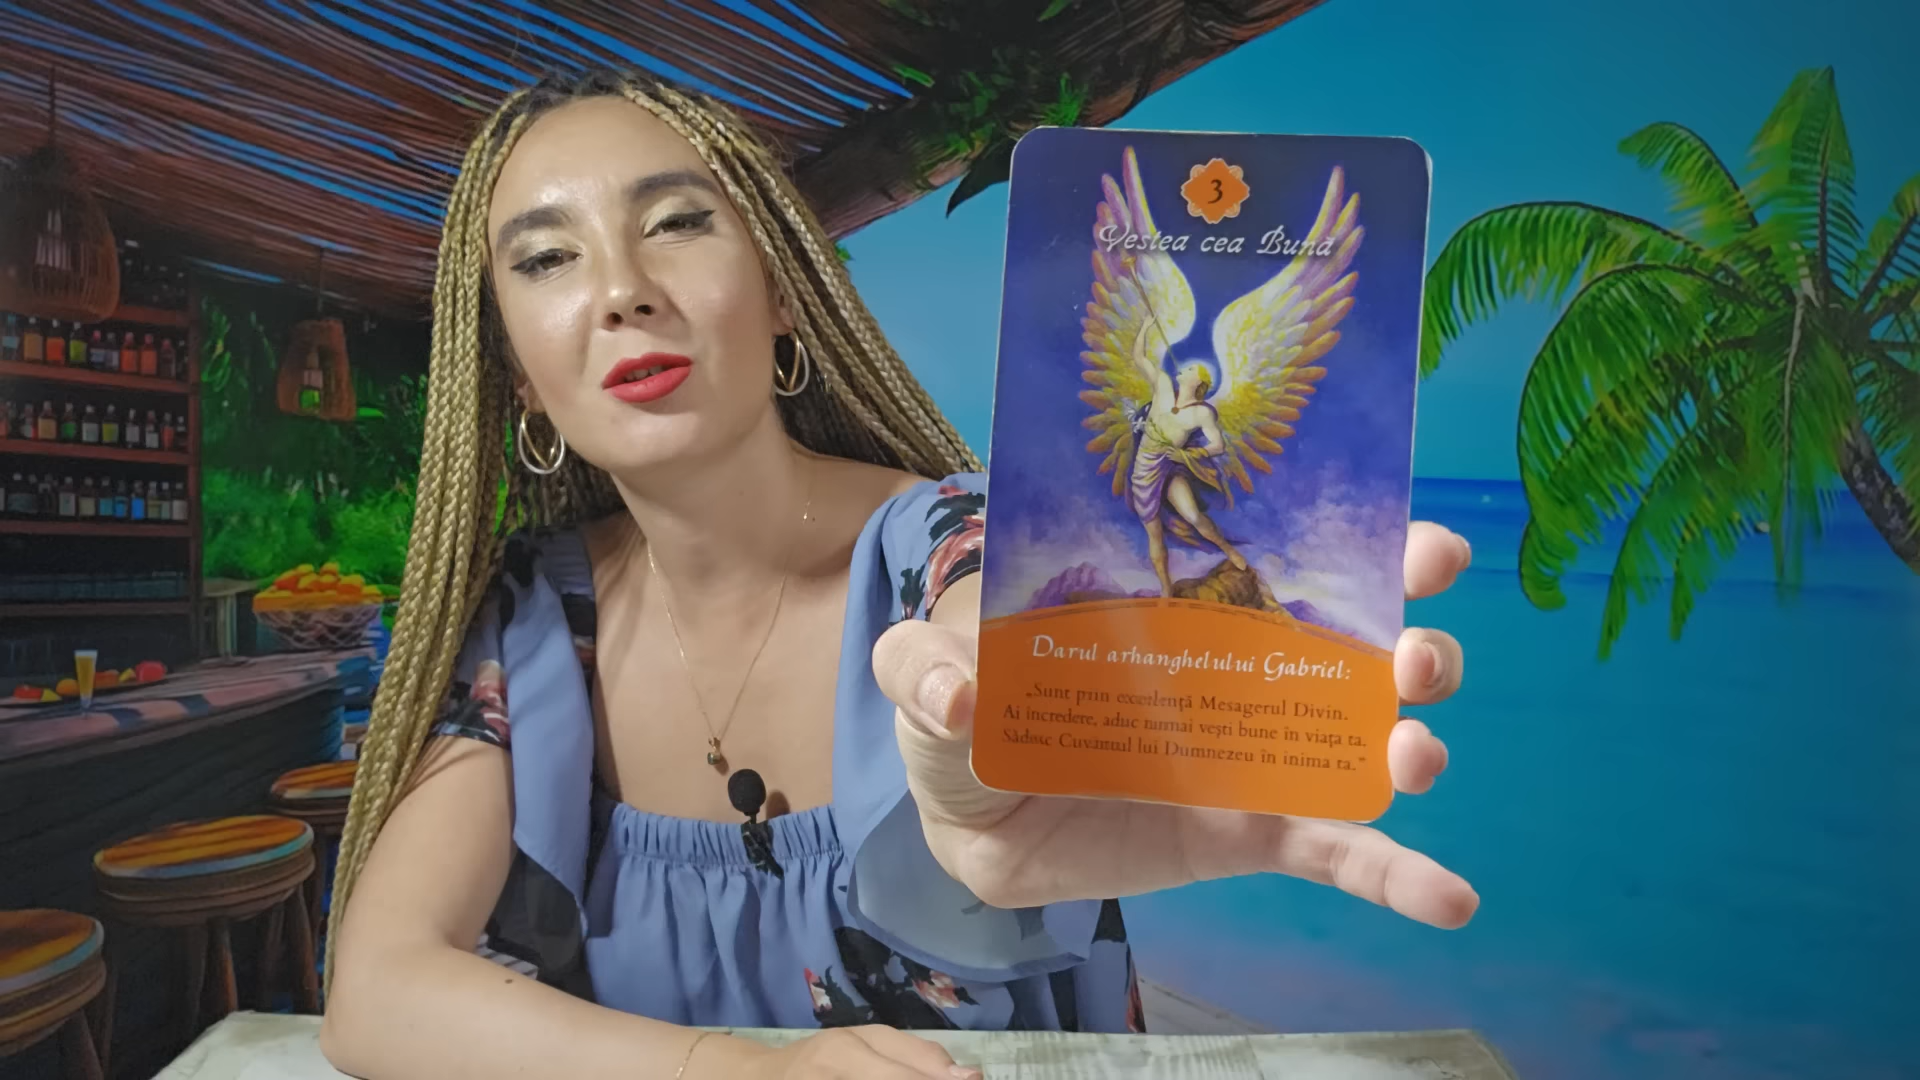 3
Vestea cea Bună
Darul arhanghelului Gabriel:
„Sunt prin excelență Mesagerul Divin.
Ai încredere, aduc numai vești bune în viața ta.
Sădesc Cuvântul lui Dumnezeu în inima ta.”